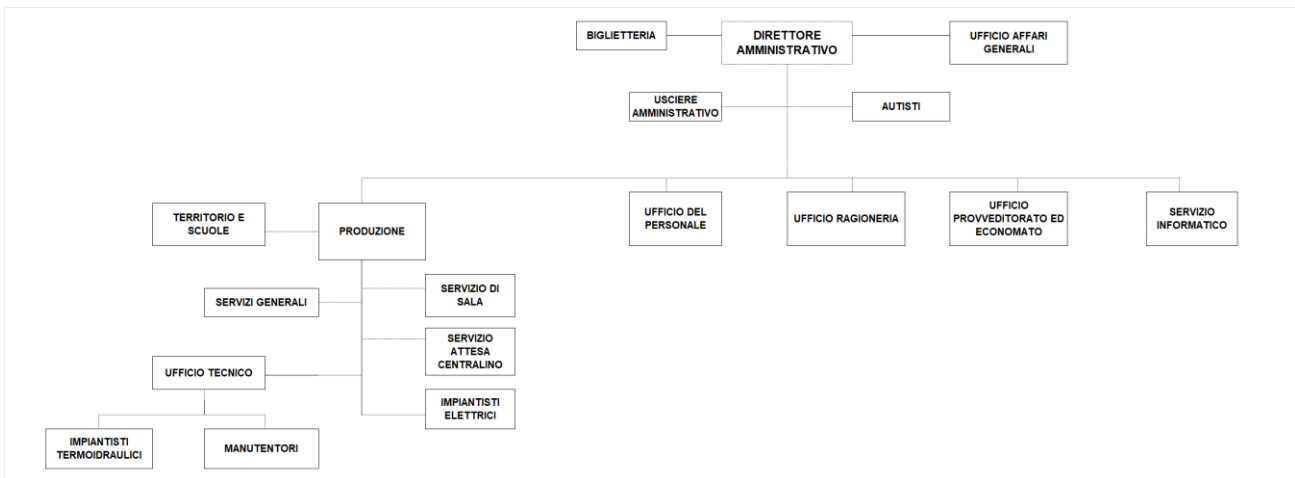 BIGLIETTERIA
DIRETTORE
AMMINISTRATIVO
UFFICIO AFFARI
GENERALI
USCIERE
AMMINISTRATIVO
AUTISTI
TERRITORIO E
SCUOLE
PRODUZIONE
UFFICIO DEL
PERSONALE
UFFICIO RAGIONERIA
UFFICIO
PROVVEDITORATO ED
ECONOMATO
SERVIZIO
INFORMATICO
SERVIZI GENERALI
SERVIZIO DI
SALA
SERVIZIO
ATTESA
CENTRALINO
UFFICIO TECNICO
IMPIANTISTI
ELETTRICI
IMPIANTISTI
TERMOIDRAULICI
MANUTENTORI